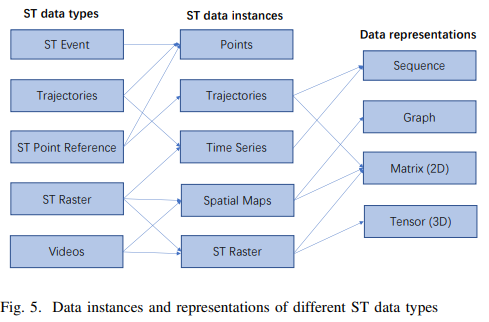 ST data types
ST data instances
Data representations
ST Event
Points
Sequence
Trajectories
Trajectories
Graph
ST Point Reference
Time Series
Matrix (2D)
ST Raster
Spatial Maps
Tensor (3D)
Videos
ST Raster
Fig. 5. Data instances and representations of different ST data types